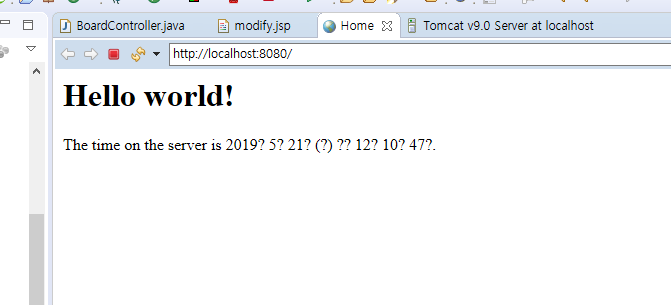 BoardController.java modify.jsp Home Tomcat v9.0 Server at localhost
http://localhost:8080/
Hello world!
The time on the server is 2019? 5? 21? (?) ?? 12? 10? 47?.